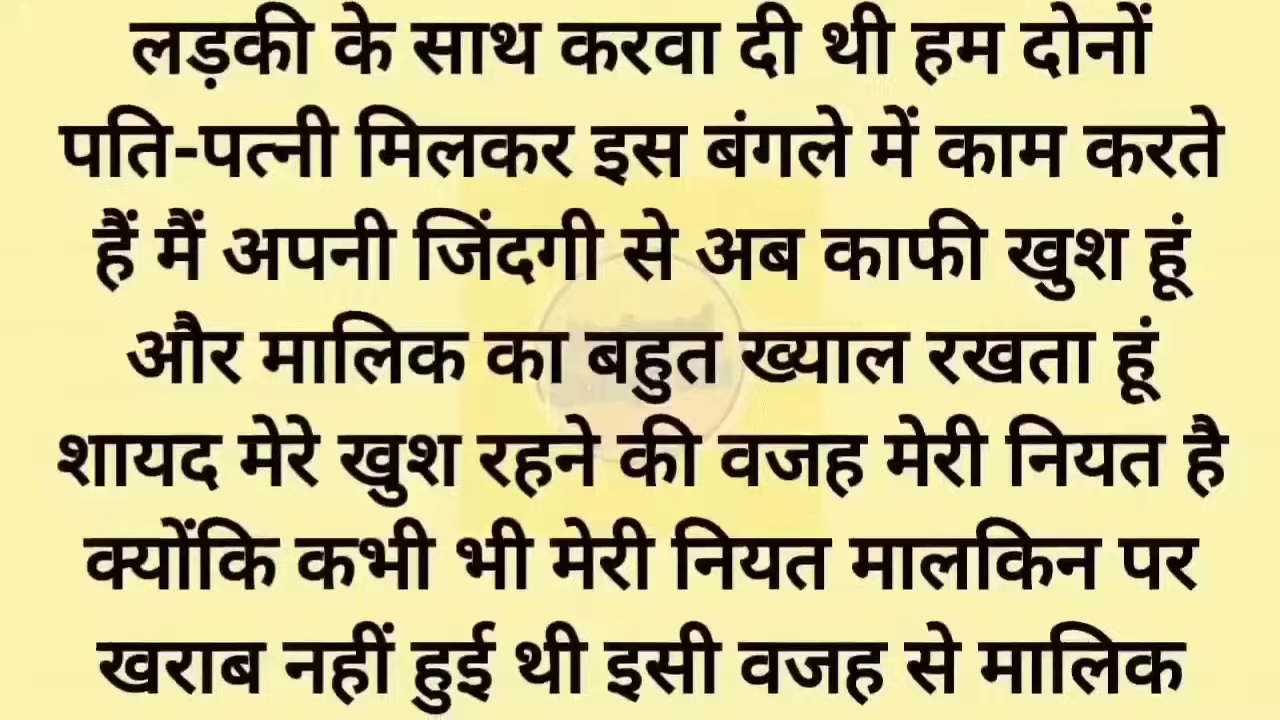 लड़की के साथ करवा दी थी हम दोनों
पति-पत्नी मिलकर इस बंगले में काम करते
हैं मैं अपनी जिंदगी से अब काफी खुश हूं
और मालिक का बहुत ख्याल रखता हूं
शायद मेरे खुश रहने की वजह मेरी नियत है
क्योंकि कभी भी मेरी नियत मालकिन पर
खराब नहीं हुई थी इसी वजह से मालिक